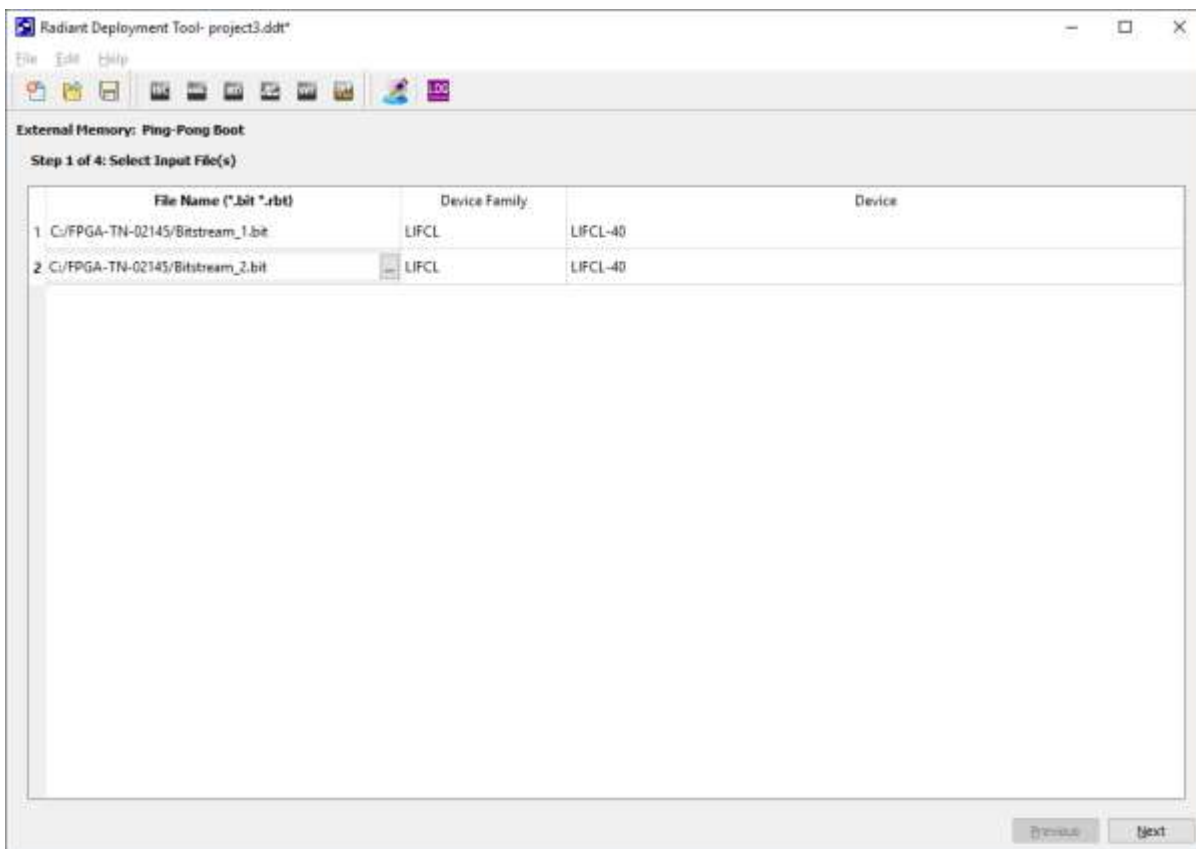 Radiant Deployment Tool- project3.ddt*
File Edit Help
LOG
External Memory: Ping-Pong Boot
Step 1 of 4: Select Input File(s)
File Name (*.bit *.rbt) Device Family Device
1 C:/FPGA-TN-02145/Bitstream_1.bit LIFCL LIFCL-40
2 C:/FPGA-TN-02145/Bitstream_2.bit ... LIFCL LIFCL-40
Previous Next